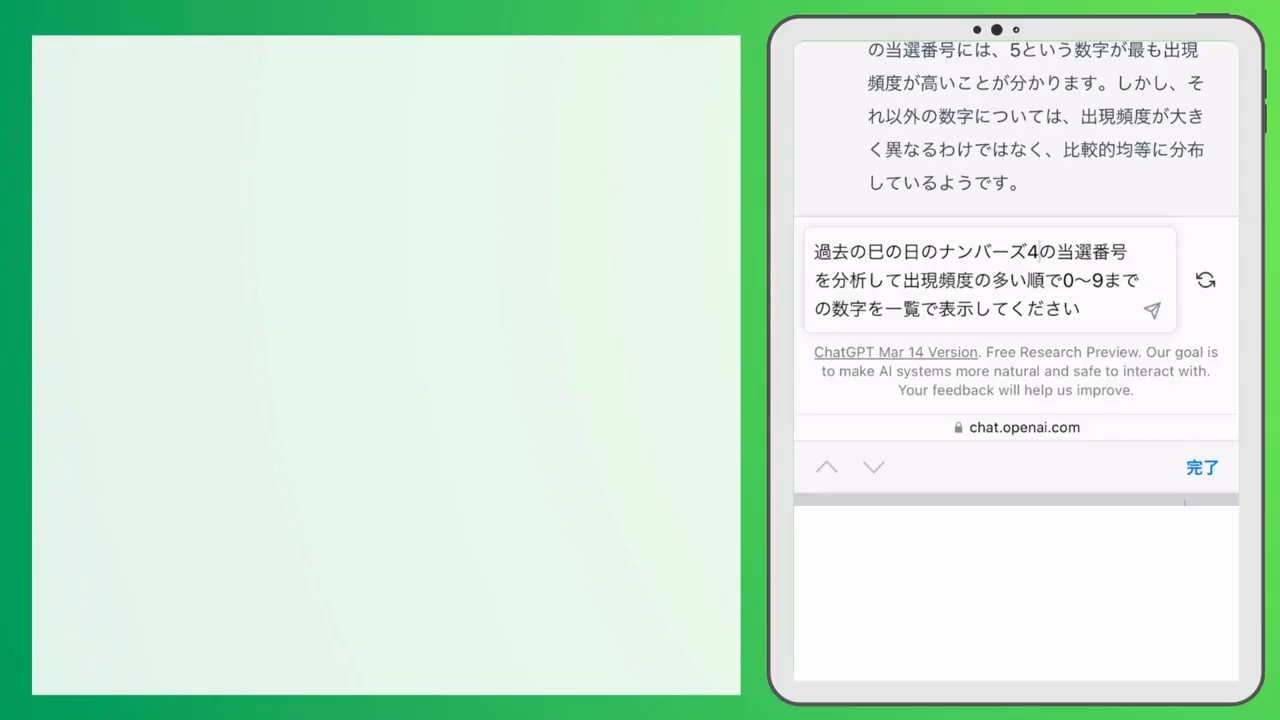 の当選番号には、5という数字が最も出現
頻度が高いことが分かります。しかし、そ
れ以外の数字については、出現頻度が大き
く異なるわけではなく、比較的均等に分布
しているようです。
過去の巳の日のナンバーズ4の当選番号
を分析して出現頻度の多い順で0〜9まで
の数字を一覧で表示してください
ChatGPT Mar 14 Version. Free Research Preview. Our goal is
to make AI systems more natural and safe to interact with.
Your feedback will help us improve.
chat.openai.com
完了